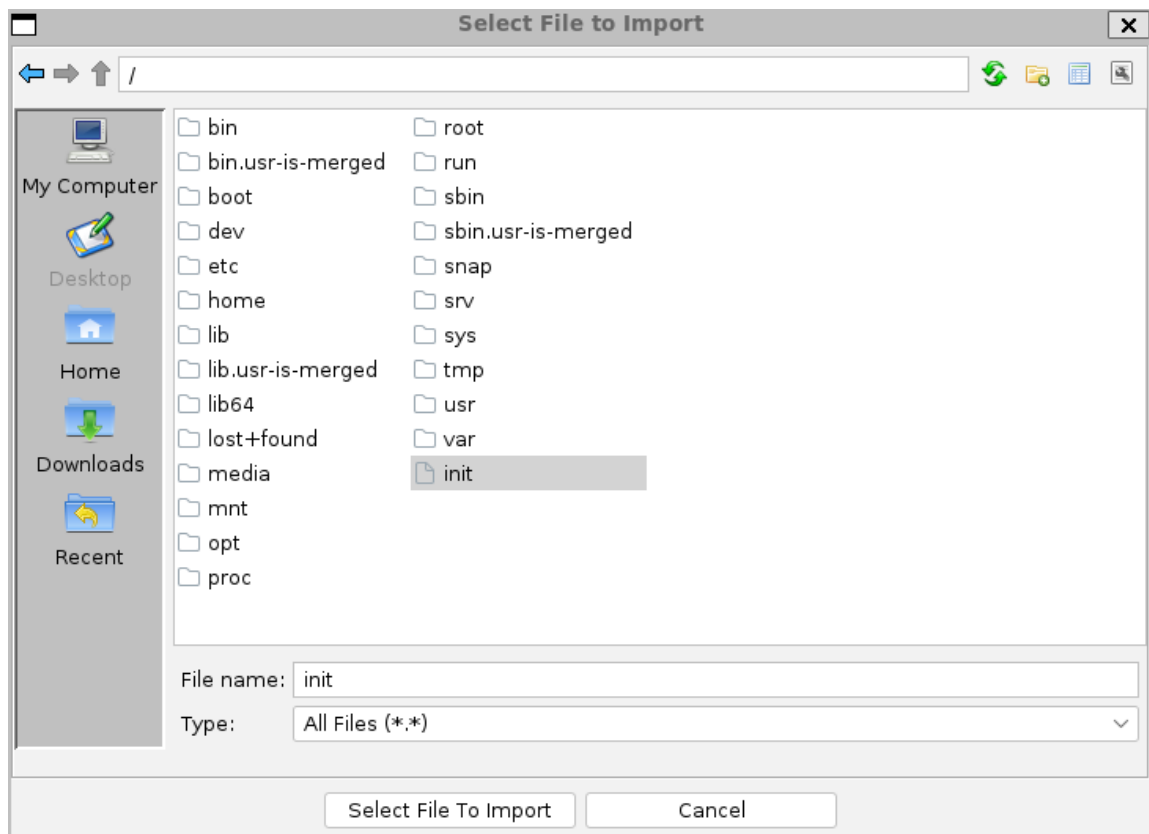 Select File to Import
/
My Computer
Desktop
Home
Downloads
Recent
bin
bin.usr-is-merged
boot
dev
etc
home
lib
lib.usr-is-merged
lib64
lost+found
media
mnt
opt
proc
root
run
sbin
sbin.usr-is-merged
snap
srv
sys
tmp
usr
var
init
File name: init
Type: All Files (*.*)
Select File To Import Cancel